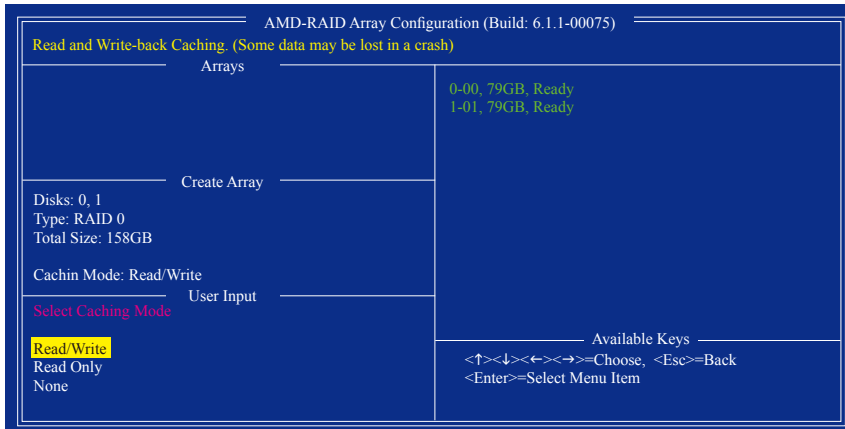 AMD-RAID Array Configuration (Build: 6.1.1-00075)
Read and Write-back Caching. (Some data may be lost in a crash)
Arrays
0-00, 79GB, Ready
1-01, 79GB, Ready
Create Array
Disks: 0, 1
Type: RAID 0
Total Size: 158GB
Cachin Mode: Read/Write
User Input
Select Caching Mode
Read/Write
Read Only
None
Available Keys
<↑><↓><←><→>=Choose, <Esc>=Back
<Enter>=Select Menu Item